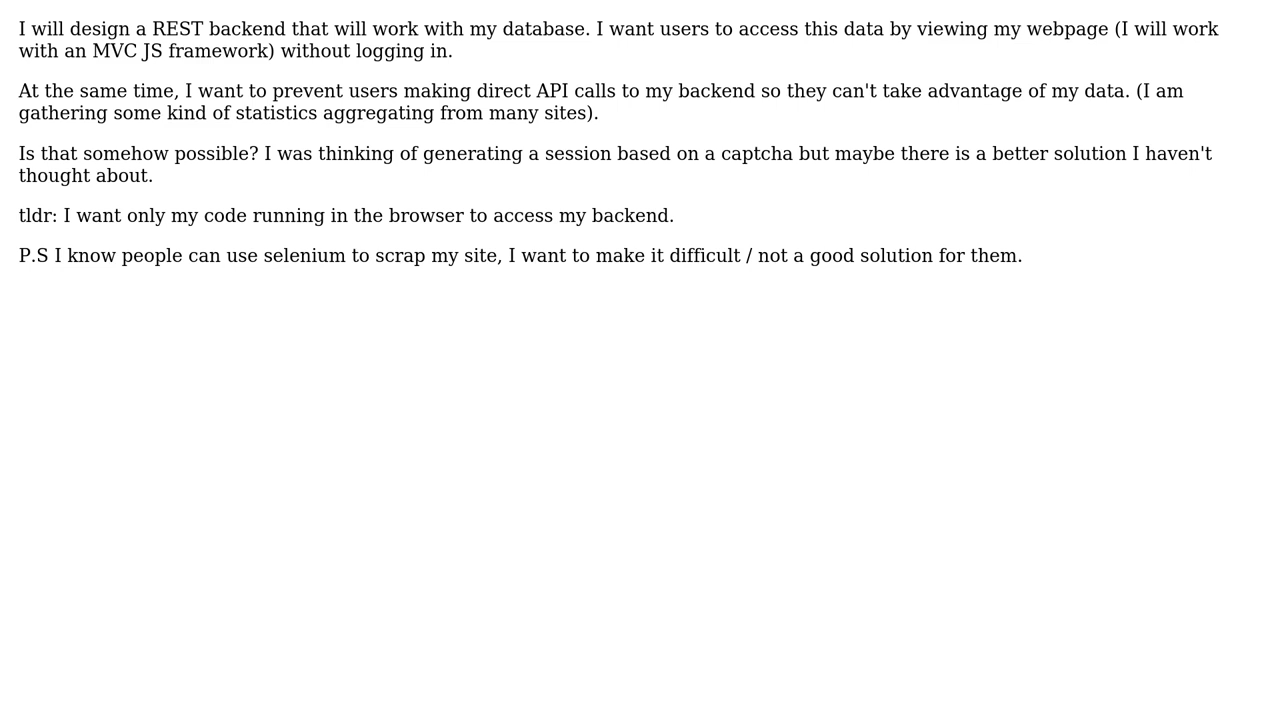 I will design a REST backend that will work with my database. I want users to access this data by viewing my webpage (I will work
with an MVC JS framework) without logging in.
At the same time, I want to prevent users making direct API calls to my backend so they can't take advantage of my data. (I am
gathering some kind of statistics aggregating from many sites).
Is that somehow possible? I was thinking of generating a session based on a captcha but maybe there is a better solution I haven't
thought about.
tldr: I want only my code running in the browser to access my backend.
P.S I know people can use selenium to scrap my site, I want to make it difficult / not a good solution for them.